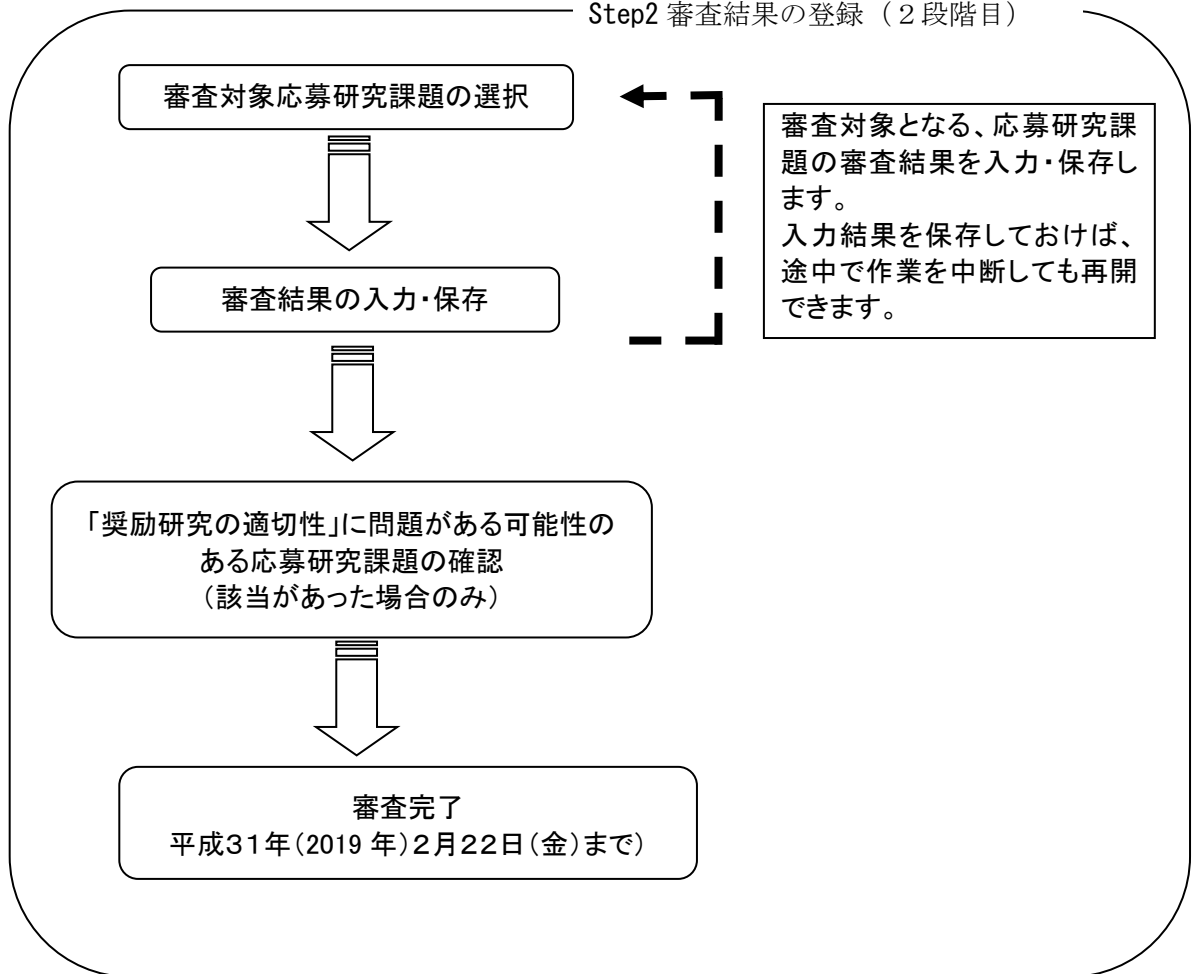 Step2 審査結果の登録（２段階目）
審査対象応募研究課題の選択
審査対象となる、応募研究課
題の審査結果を入力・保存し
ます。
入力結果を保存しておけば、
途中で作業を中断しても再開
できます。
審査結果の入力・保存
「奨励研究の適切性」に問題がある可能性の
ある応募研究課題の確認
（該当があった場合のみ）
審査完了
平成３１年（2019 年）２月２２日（金）まで）